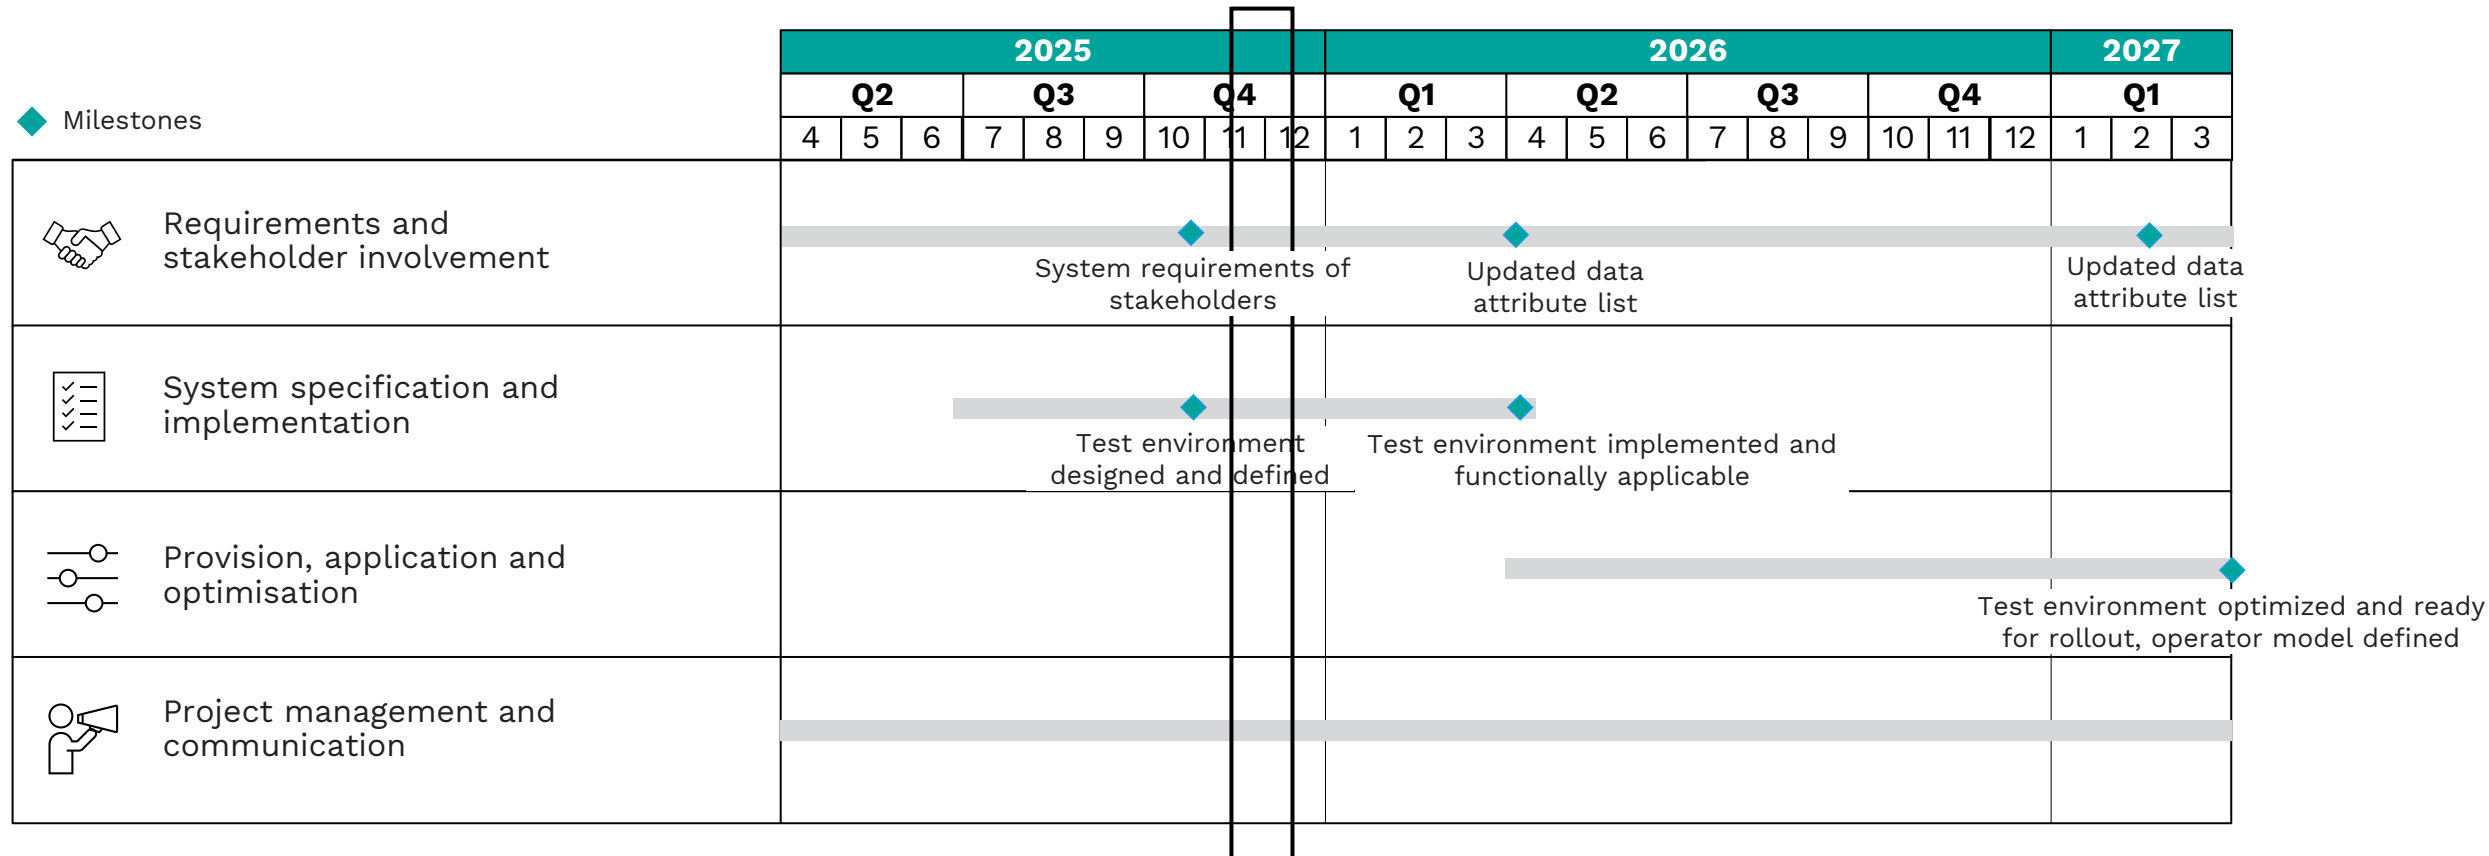 2025 2026 2027
Q2 Q3 Q4 Q1 Q2 Q3 Q4 Q1
Milestones
4 5 6 7 8 9 10 11 12 1 2 3 4 5 6 7 8 9 10 11 12 1 2 3
Requirements and
stakeholder involvement
System requirements of
stakeholders
Updated data
attribute list
Updated data
attribute list
System specification and
implementation
Test environment
designed and defined
Test environment implemented and
functionally applicable
Provision, application and
optimisation
Test environment optimized and ready
for rollout, operator model defined
Project management and
communication